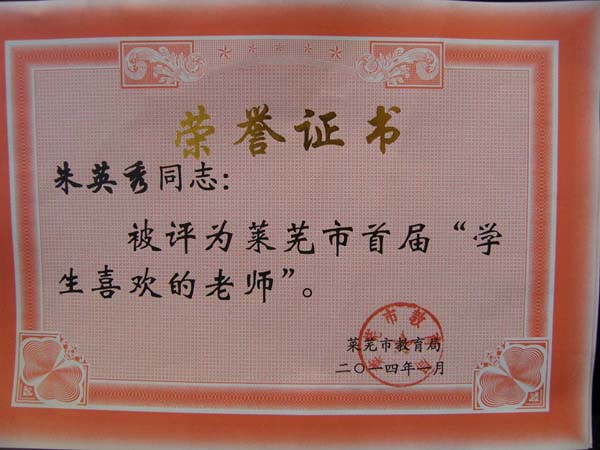 荣誉证书
朱英秀同志：
被评为莱芜市首届“学
生喜欢的老师”。
莱芜市教育局
二〇一四年一月